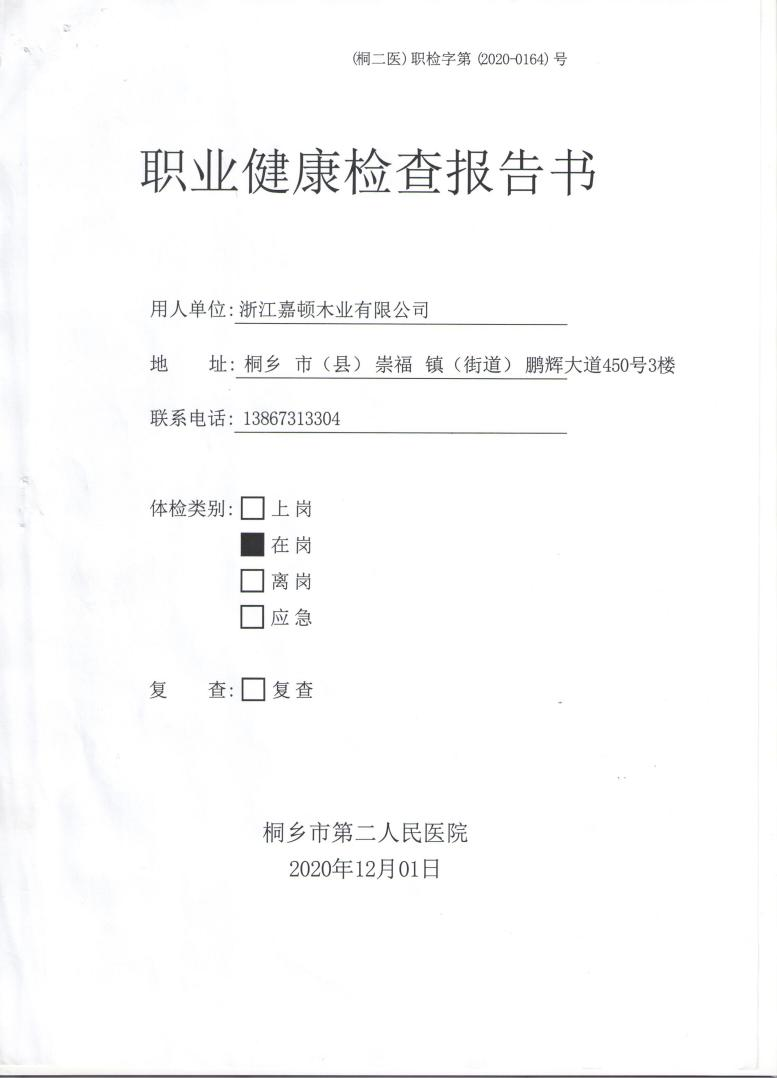 (桐二医)职检字第(2020-0164)号
职业健康检查报告书
用人单位:浙江嘉顿木业有限公司
地 址:桐乡 市（县）崇福 镇（街道）鹏辉大道450号3楼
联系电话:13867313304
体检类别:□上岗
■在岗
□离岗
□应急
复 查:□复查
桐乡市第二人民医院
2020年12月01日